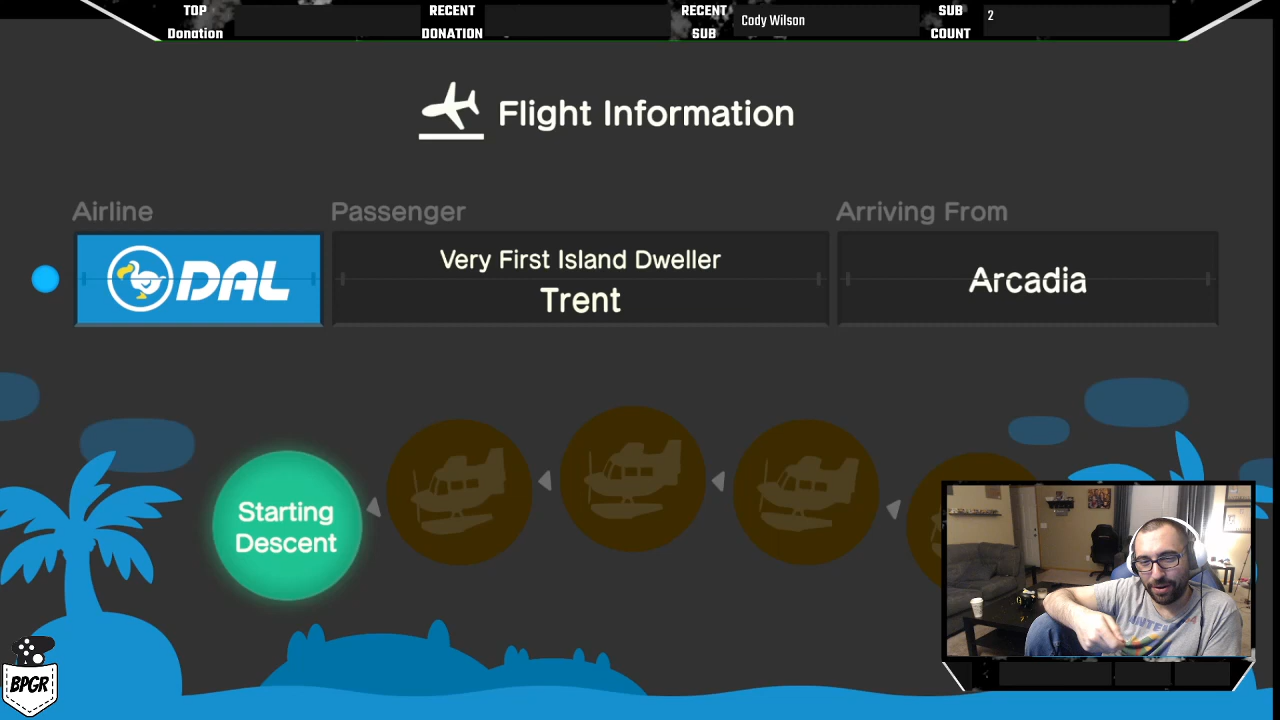 TOP
Donation
RECENT
DONATION
RECENT
SUB
Cody Wilson
SUB
COUNT
2
Flight Information
Airline
Passenger
Arriving From
DAL
Very First Island Dweller
Trent
Arcadia
Starting
Descent
BPGR